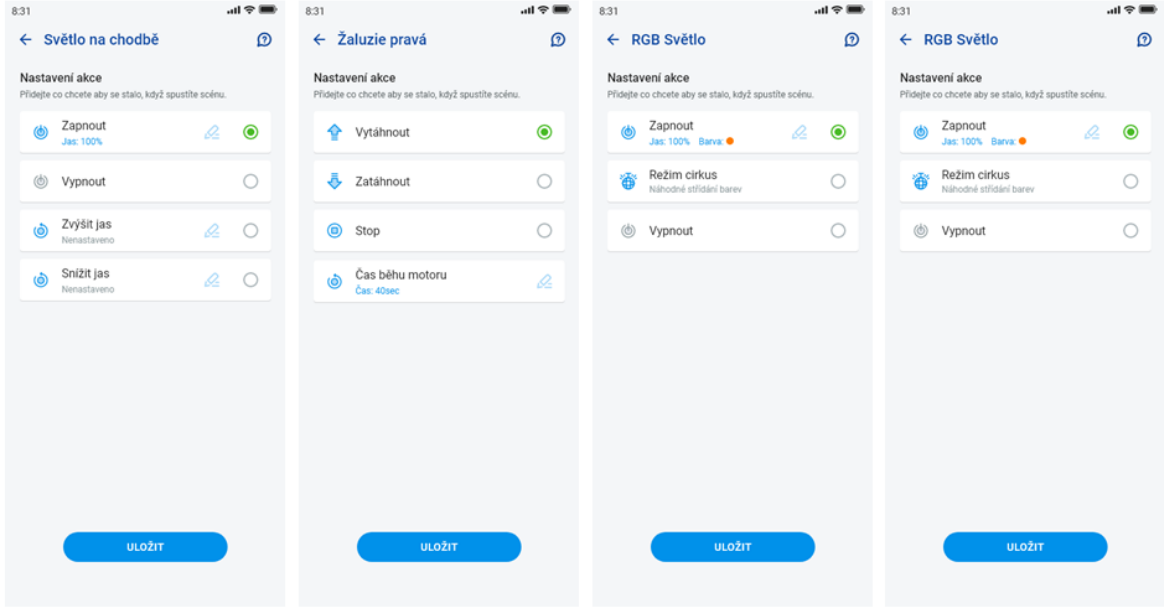 8:31
Světlo na chodbě
Nastavení akce
Přidejte co chcete aby se stalo, když spustíte scénu.
Zapnout
Jas: 100%
Vypnout
Zvýšit jas
Nenastaveno
Snížit jas
Nenastaveno
ULOŽIT
8:31
Žaluzie pravá
Nastavení akce
Přidejte co chcete aby se stalo, když spustíte scénu.
Vytáhnout
Zatáhnout
Stop
Čas běhu motoru
Čas: 40sec
ULOŽIT
8:31
RGB Světlo
Nastavení akce
Přidejte co chcete aby se stalo, když spustíte scénu.
Zapnout
Jas: 100% Barva:
Režim cirkus
Náhodné střídání barev
Vypnout
ULOŽIT
8:31
RGB Světlo
Nastavení akce
Přidejte co chcete aby se stalo, když spustíte scénu.
Zapnout
Jas: 100% Barva:
Režim cirkus
Náhodné střídání barev
Vypnout
ULOŽIT